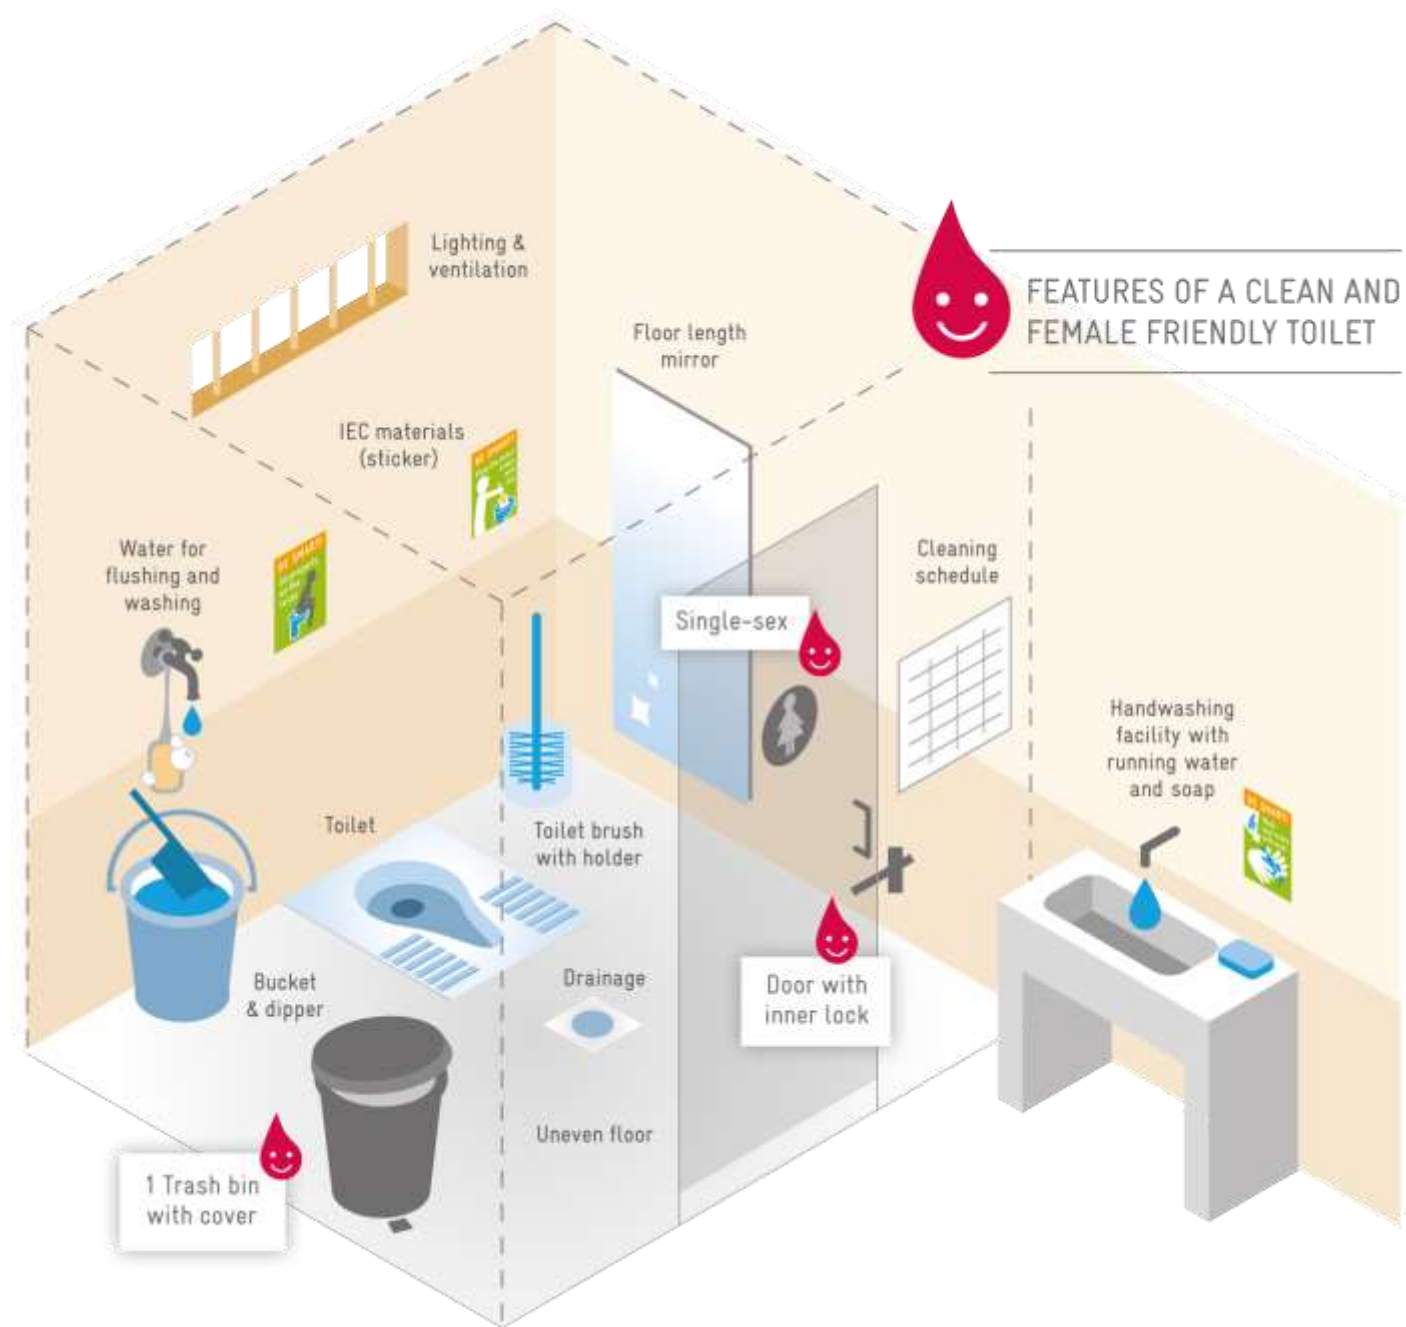 Lighting &
ventilation
FEATURES OF A CLEAN AND
FEMALE FRIENDLY TOILET
Floor length
mirror
IEC materials
(sticker)
Water for
flushing and
washing
Cleaning
schedule
Single-sex
Handwashing
facility with
running water
and soap
Toilet
Toilet brush
with holder
Bucket
& dipper
Drainage
Door with
inner lock
Uneven floor
1 Trash bin
with cover